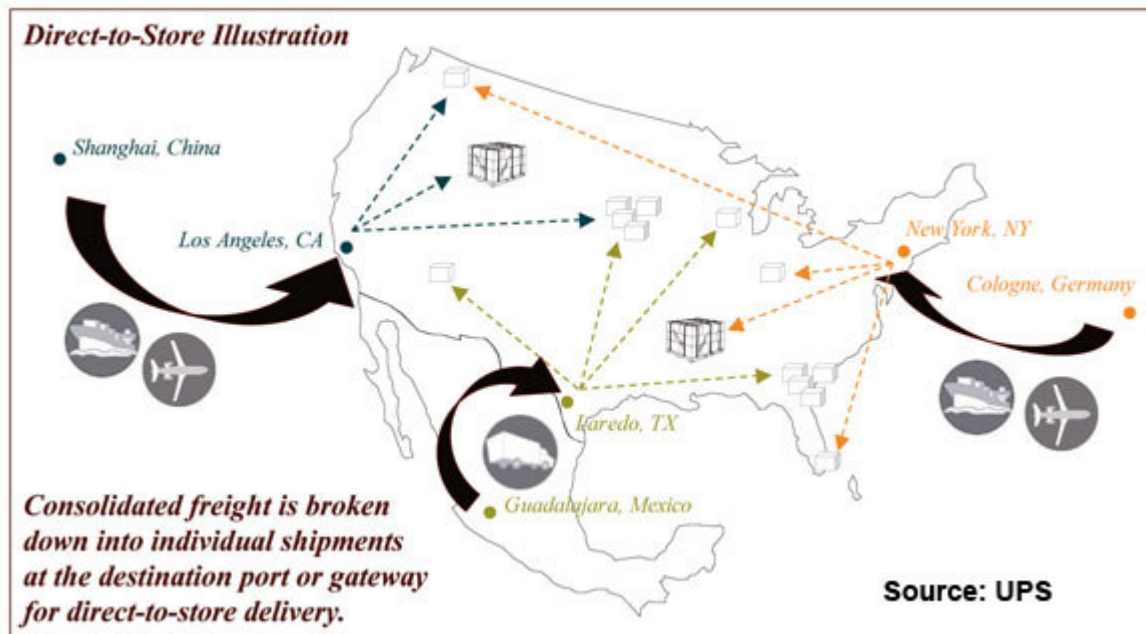 Direct-to-Store Illustration
Shanghai, China
Los Angeles, CA
New York, NY
Cologne, Germany
Laredo, TX
Guadalajara, Mexico
Consolidated freight is broken
down into individual shipments
at the destination port or gateway
for direct-to-store delivery.
Source: UPS